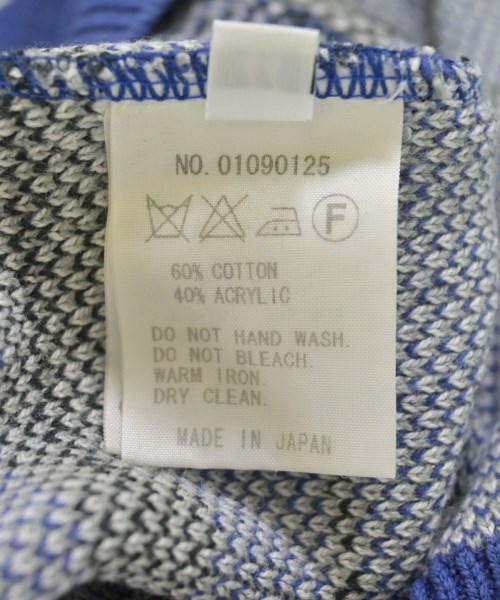 NO. 01090125
F
60% COTTON
40% ACRYLIC
DO NOT HAND WASH.
DO NOT BLEACH.
WARM IRON.
DRY CLEAN.
MADE IN JAPAN